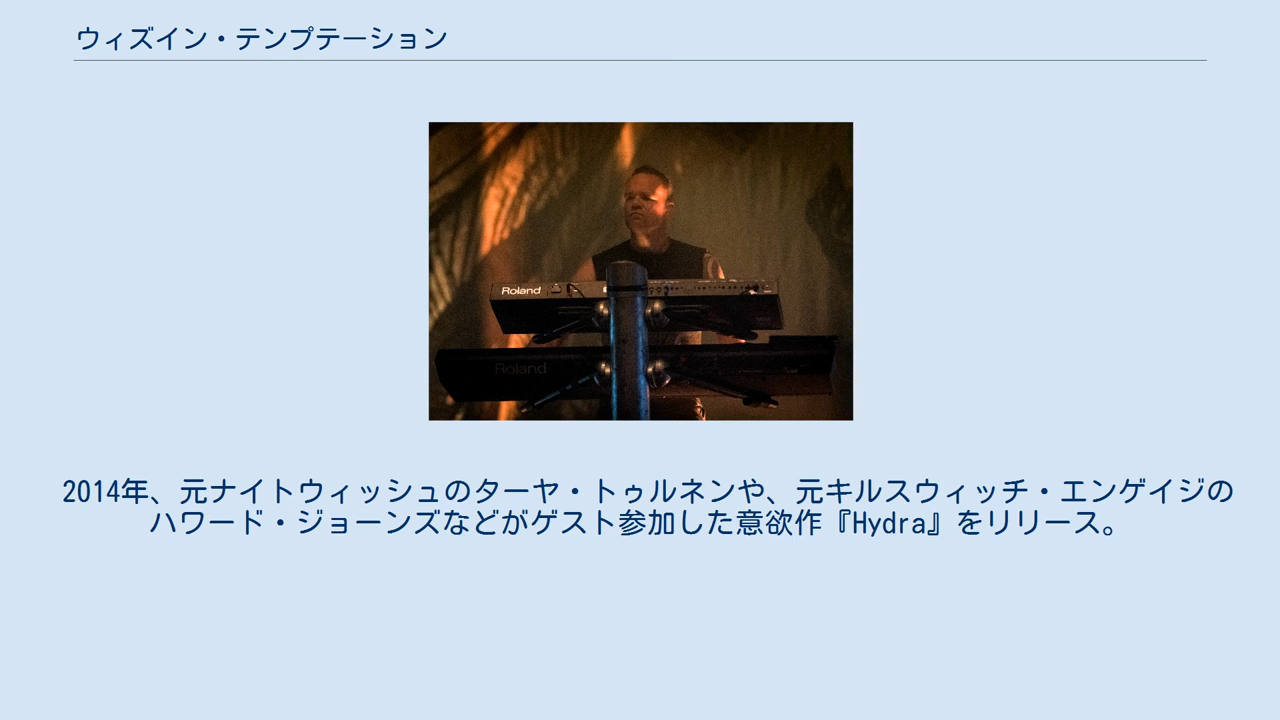 ウィズイン・テンプテーション
Roland
Roland
2014年、元ナイトウィッシュのターヤ・トゥルネンや、元キルスウィッチ・エンゲイジの
ハワード・ジョーンズなどがゲスト参加した意欲作『Hydra』をリリース。